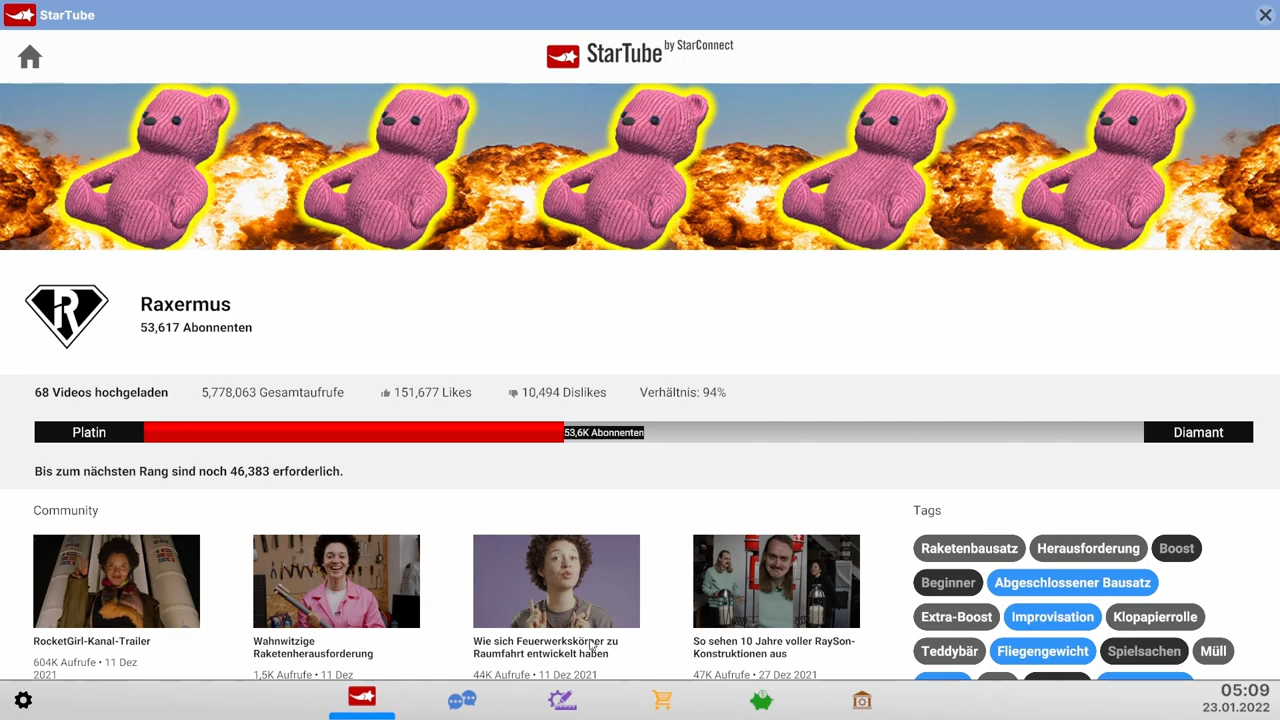 StarTube
StarTube by StarConnect
Raxermus
53,617 Abonnenten
68 Videos hochgeladen 5,778,063 Gesamtaufrufe 151,677 Likes 10,494 Dislikes Verhältnis: 94%
Platin 53,6K Abonnenten Diamant
Bis zum nächsten Rang sind noch 46,383 erforderlich.
Community
RocketGirl-Kanal-Trailer
604K Aufrufe • 11 Dez
2021
Wahnwitzige
Raketenherausforderung
1,5K Aufrufe • 11 Dez
Wie sich Feuerwerkskörper zu
Raumfahrt entwickelt haben
44K Aufrufe • 11 Dez 2021
So sehen 10 Jahre voller RaySon-
Konstruktionen aus
47K Aufrufe • 27 Dez 2021
Tags
Raketenbausatz Herausforderung Boost
Beginner Abgeschlossener Bausatz
Extra-Boost Improvisation Klopapierrolle
Teddybär Fliegengewicht Spielsachen Müll
05:09
23.01.2022